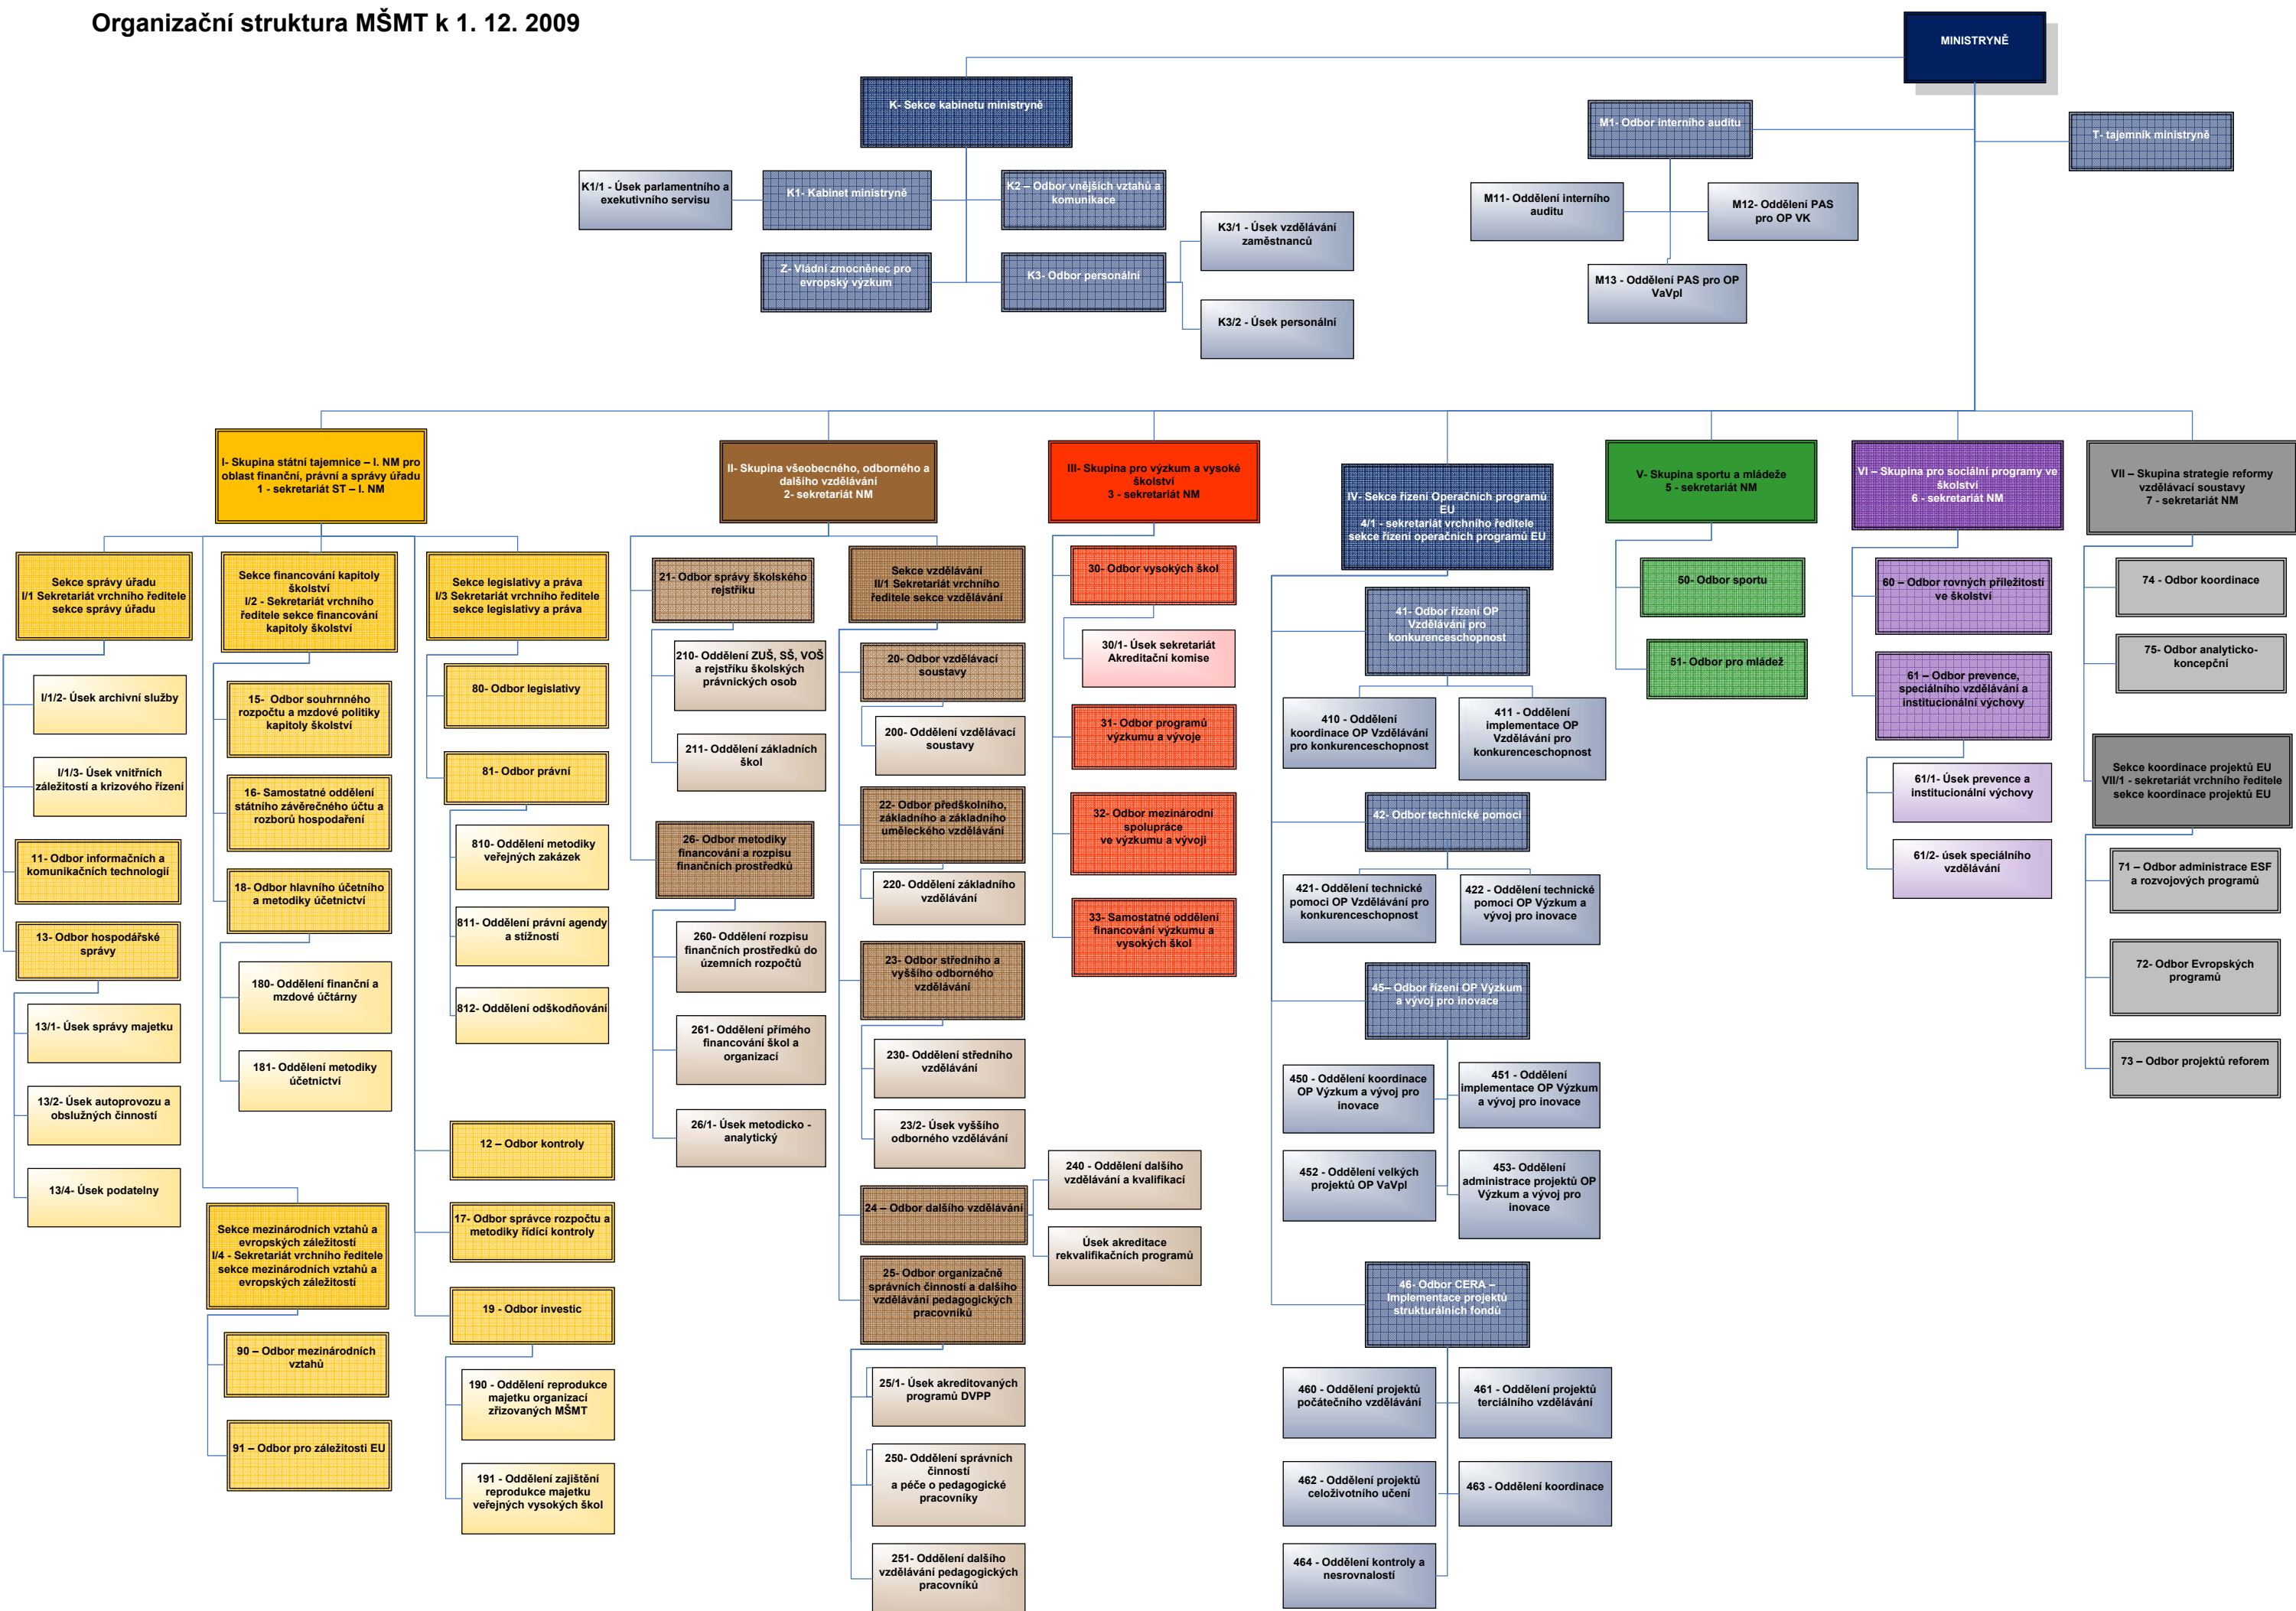 Organizační struktura MŠMT k 1. 12. 2009
MINISTRYNĚ
K- Sekce kabinetu ministryně
M1- Odbor interního auditu
T- tajemník ministryně
K1/1 - Úsek parlamentního a
exekutivního servisu
K1- Kabinet ministryně
K2 – Odbor vnějších vztahů a
komunikace
M11- Oddělení interního
auditu
M12- Oddělení PAS
pro OP VK
K3/1 - Úsek vzdělávání
zaměstnanců
Z- Vládní zmocněnec pro
evropský výzkum
K3- Odbor personální
M13 - Oddělení PAS pro OP
VaVpI
K3/2 - Úsek personální
I- Skupina státní tajemnice – I. NM pro
oblast finanční, právní a správy úřadu
1 - sekretariát ST – I. NM
Sekce správy úřadu
I/1 Sekretariát vrchního ředitele
sekce správy úřadu
I/1/2- Úsek archivní služby
I/1/3- Úsek vnitřních
záležitostí a krizového řízení
11- Odbor informačních a
komunikačních technologií
13- Odbor hospodářské
správy
13/1- Úsek správy majetku
13/2- Úsek autoprovozu a
obslužných činností
13/4- Úsek podatelny
Sekce financování kapitoly
školství
I/2 - Sekretariát vrchního
ředitele sekce financování
kapitoly školství
15- Odbor souhrnného
rozpočtu a mzdové politiky
kapitoly školství
16- Samostatné oddělení
státního závěrečného účtu a
rozborů hospodaření
18- Odbor hlavního účetního
a metodiky účetnictví
180- Oddělení finanční a
mzdové účtárny
181- Oddělení metodiky
účetnictví
Sekce mezinárodních vztahů a
evropských záležitostí
I/4 - Sekretariát vrchního ředitele
sekce mezinárodních vztahů a
evropských záležitostí
90 – Odbor mezinárodních
vztahů
91 – Odbor pro záležitosti EU
Sekce legislativy a práva
I/3 Sekretariát vrchního ředitele
sekce legislativy a práva
80- Odbor legislativy
81- Odbor právní
810- Oddělení metodiky
veřejných zakázek
811- Oddělení právní agendy
a stížností
812- Oddělení odškodňování
12 – Odbor kontroly
17- Odbor správce rozpočtu a
metodiky řídící kontroly
19 - Odbor investic
190 - Oddělení reprodukce
majetku organizací
zřizovaných MŠMT
191 - Oddělení zajištění
reprodukce majetku
veřejných vysokých škol
II- Skupina všeobecného, odborného a
dalšího vzdělávání
2- sekretariát NM
21- Odbor správy školského
rejstříku
210- Oddělení ZUŠ, SŠ, VOŠ
a rejstříku školských
právnických osob
211- Oddělení základních
škol
26- Odbor metodiky
financování a rozpisu
finančních prostředků
260- Oddělení rozpisu
finančních prostředků do
územních rozpočtů
261- Oddělení přímého
financování škol a
organizací
26/1- Úsek metodicko -
analytický
Sekce vzdělávání
II/1 Sekretariát vrchního
ředitele sekce vzdělávání
20- Odbor vzdělávací
soustavy
200- Oddělení vzdělávací
soustavy
22- Odbor předškolního,
základního a základního
uměleckého vzdělávání
220- Oddělení základního
vzdělávání
23- Odbor středního a
vyššího odborného
vzdělávání
230- Oddělení středního
vzdělávání
23/2- Úsek vyššího
odborného vzdělávání
24 – Odbor dalšího vzdělávání
240 - Oddělení dalšího
vzdělávání a kvalifikací
Úsek akreditace
rekvalifikačních programů
25- Odbor organizačně
správních činností a dalšího
vzdělávání pedagogických
pracovníků
25/1- Úsek akreditovaných
programů DVPP
250- Oddělení správních
činností
a péče o pedagogické
pracovníky
251- Oddělení dalšího
vzdělávání pedagogických
pracovníků
III- Skupina pro výzkum a vysoké
školství
3 - sekretariát NM
30- Odbor vysokých škol
30/1- Úsek sekretariát
Akreditační komise
31- Odbor programů
výzkumu a vývoje
32- Odbor mezinárodní
spolupráce
ve výzkumu a vývoji
33- Samostatné oddělení
financování výzkumu a
vysokých škol
IV- Sekce řízení Operačních programů
EU
4/1 - sekretariát vrchního ředitele
sekce řízení operačních programů EU
41- Odbor řízení OP
Vzdělávání pro
konkurenceschopnost
410 - Oddělení
koordinace OP Vzdělávání
pro konkurenceschopnost
411 - Oddělení
implementace OP
Vzdělávání pro
konkurenceschopnost
42- Odbor technické pomoci
421- Oddělení technické
pomoci OP Vzdělávání pro
konkurenceschopnost
422 - Oddělení technické
pomoci OP Výzkum a
vývoj pro inovace
45– Odbor řízení OP Výzkum
a vývoj pro inovace
450 - Oddělení koordinace
OP Výzkum a vývoj pro
inovace
451 - Oddělení
implementace OP Výzkum
a vývoj pro inovace
452 - Oddělení velkých
projektů OP VaVpI
453- Oddělení
administrace projektů OP
Výzkum a vývoj pro
inovace
46- Odbor CERA –
Implementace projektů
strukturálních fondů
460 - Oddělení projektů
počátečního vzdělávání
461 - Oddělení projektů
terciálního vzdělávání
462 - Oddělení projektů
celoživotního učení
463 - Oddělení koordinace
464 - Oddělení kontroly a
nesrovnalostí
V- Skupina sportu a mládeže
5 - sekretariát NM
50- Odbor sportu
51- Odbor pro mládež
VI – Skupina pro sociální programy ve
školství
6 - sekretariát NM
60 – Odbor rovných příležitostí
ve školství
61 – Odbor prevence,
speciálního vzdělávání a
institucionální výchovy
61/1- Úsek prevence a
institucionální výchovy
61/2- úsek speciálního
vzdělávání
VII – Skupina strategie reformy
vzdělávací soustavy
7 - sekretariát NM
74 - Odbor koordinace
75- Odbor analyticko-
koncepční
Sekce koordinace projektů EU
VII/1 - sekretariát vrchního ředitele
sekce koordinace projektů EU
71 – Odbor administrace ESF
a rozvojových programů
72- Odbor Evropských
programů
73 – Odbor projektů reforem